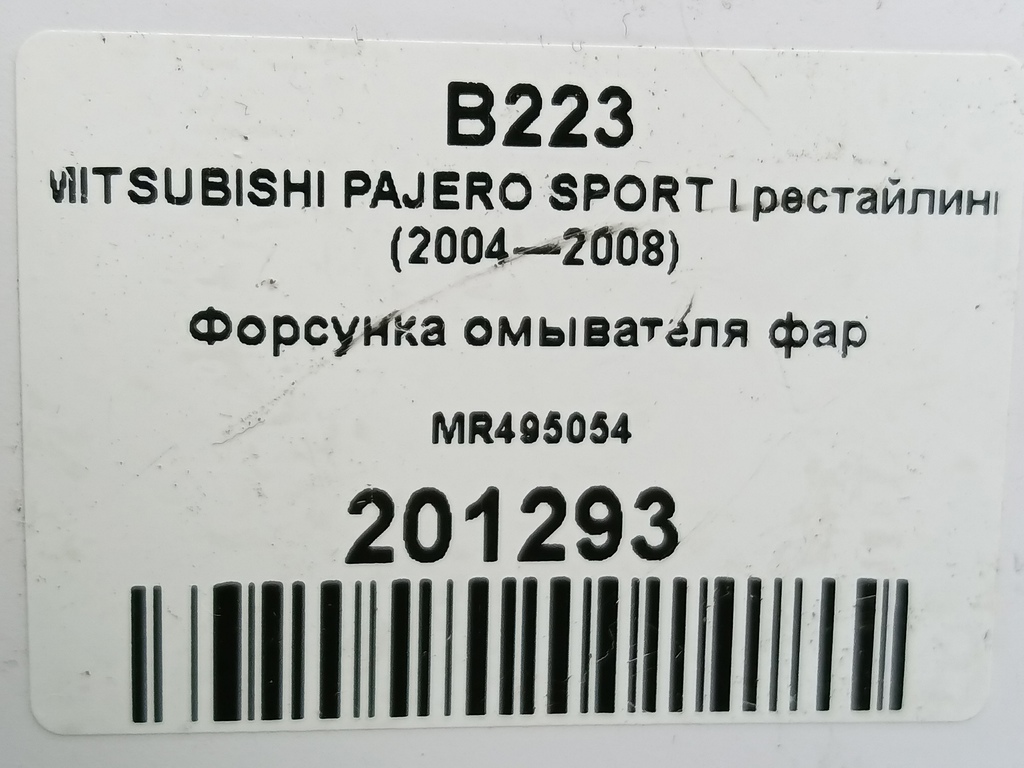 B223
MITSUBISHI PAJERO SPORT I рестайлинг
(2004—2008)
Форсунка омывателя фар
MR495054
201293